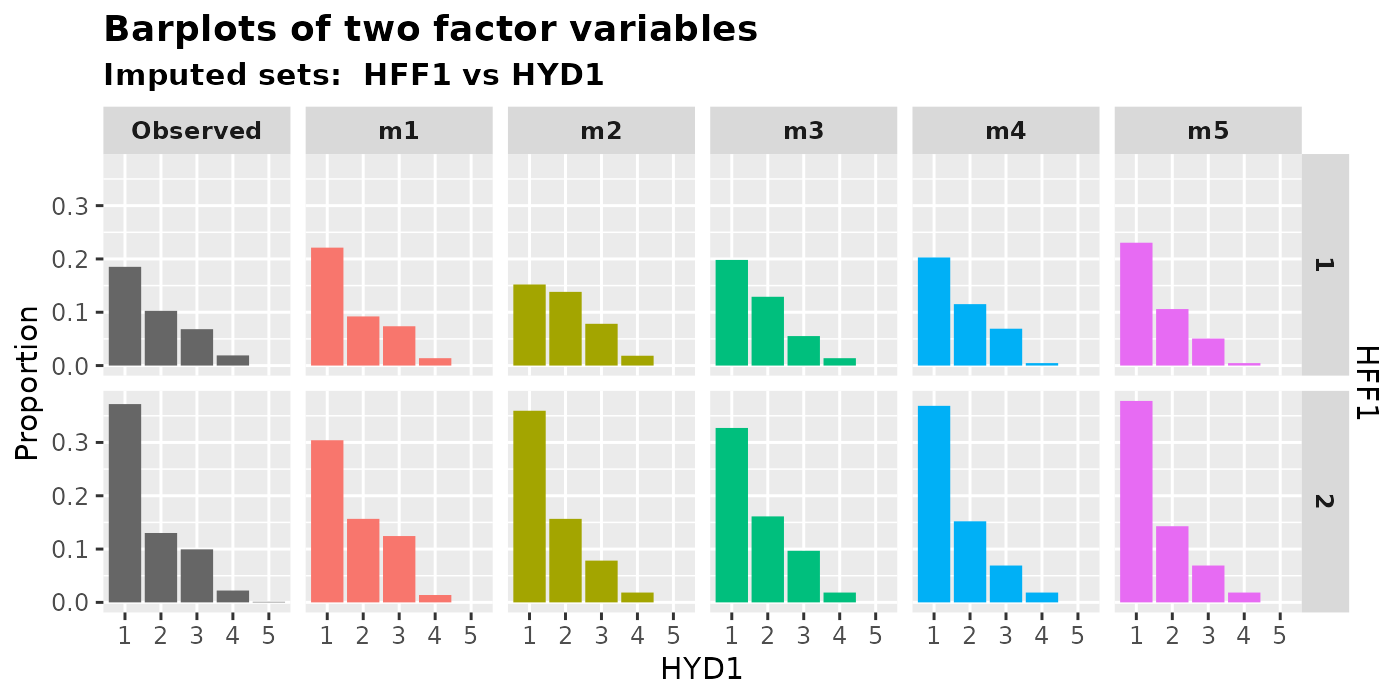 Barplots of two factor variables
Imputed sets:  HFF1 vs HYD1
Observed m1 m2 m3 m4 m5
0.3
0.2
0.1
0.0
1
0.3
0.2
0.1
0.0
2
Proportion
HFF1
1 2 3 4 5 1 2 3 4 5 1 2 3 4 5 1 2 3 4 5 1 2 3 4 5 1 2 3 4 5
HYD1